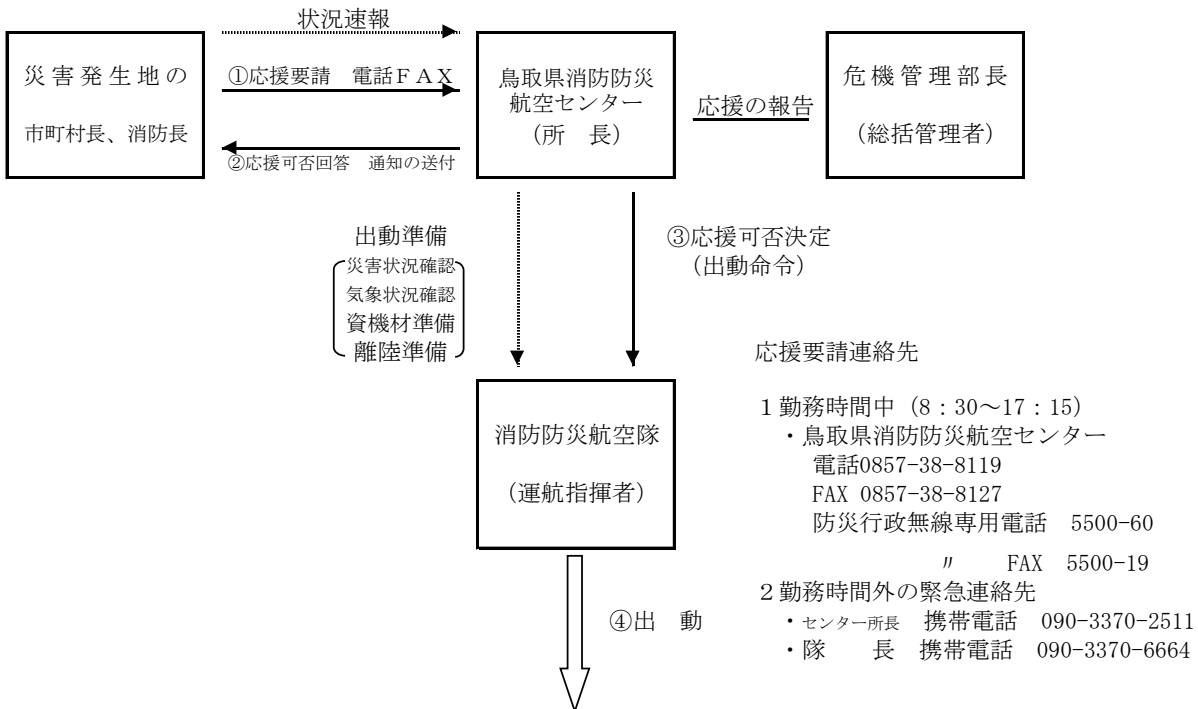 状況速報
災害発生地の
市町村長、消防長
①応援要請　電話ＦＡＸ
②応援可否回答　通知の送付
鳥取県消防防災
航空センター
（所　長）
応援の報告
危機管理部長
（総括管理者）
出動準備
災害状況確認
気象状況確認
資機材準備
離陸準備
③応援可否決定
（出動命令）
消防防災航空隊
（運航指揮者）
④出　動
応援要請連絡先
１勤務時間中（8：30～17：15）
・鳥取県消防防災航空センター
電話0857-38-8119
FAX 0857-38-8127
防災行政無線専用電話　5500-60
〃　　FAX　5500-19
２勤務時間外の緊急連絡先
・センター所長　携帯電話　090-3370-2511
・隊　　長　携帯電話　090-3370-6664